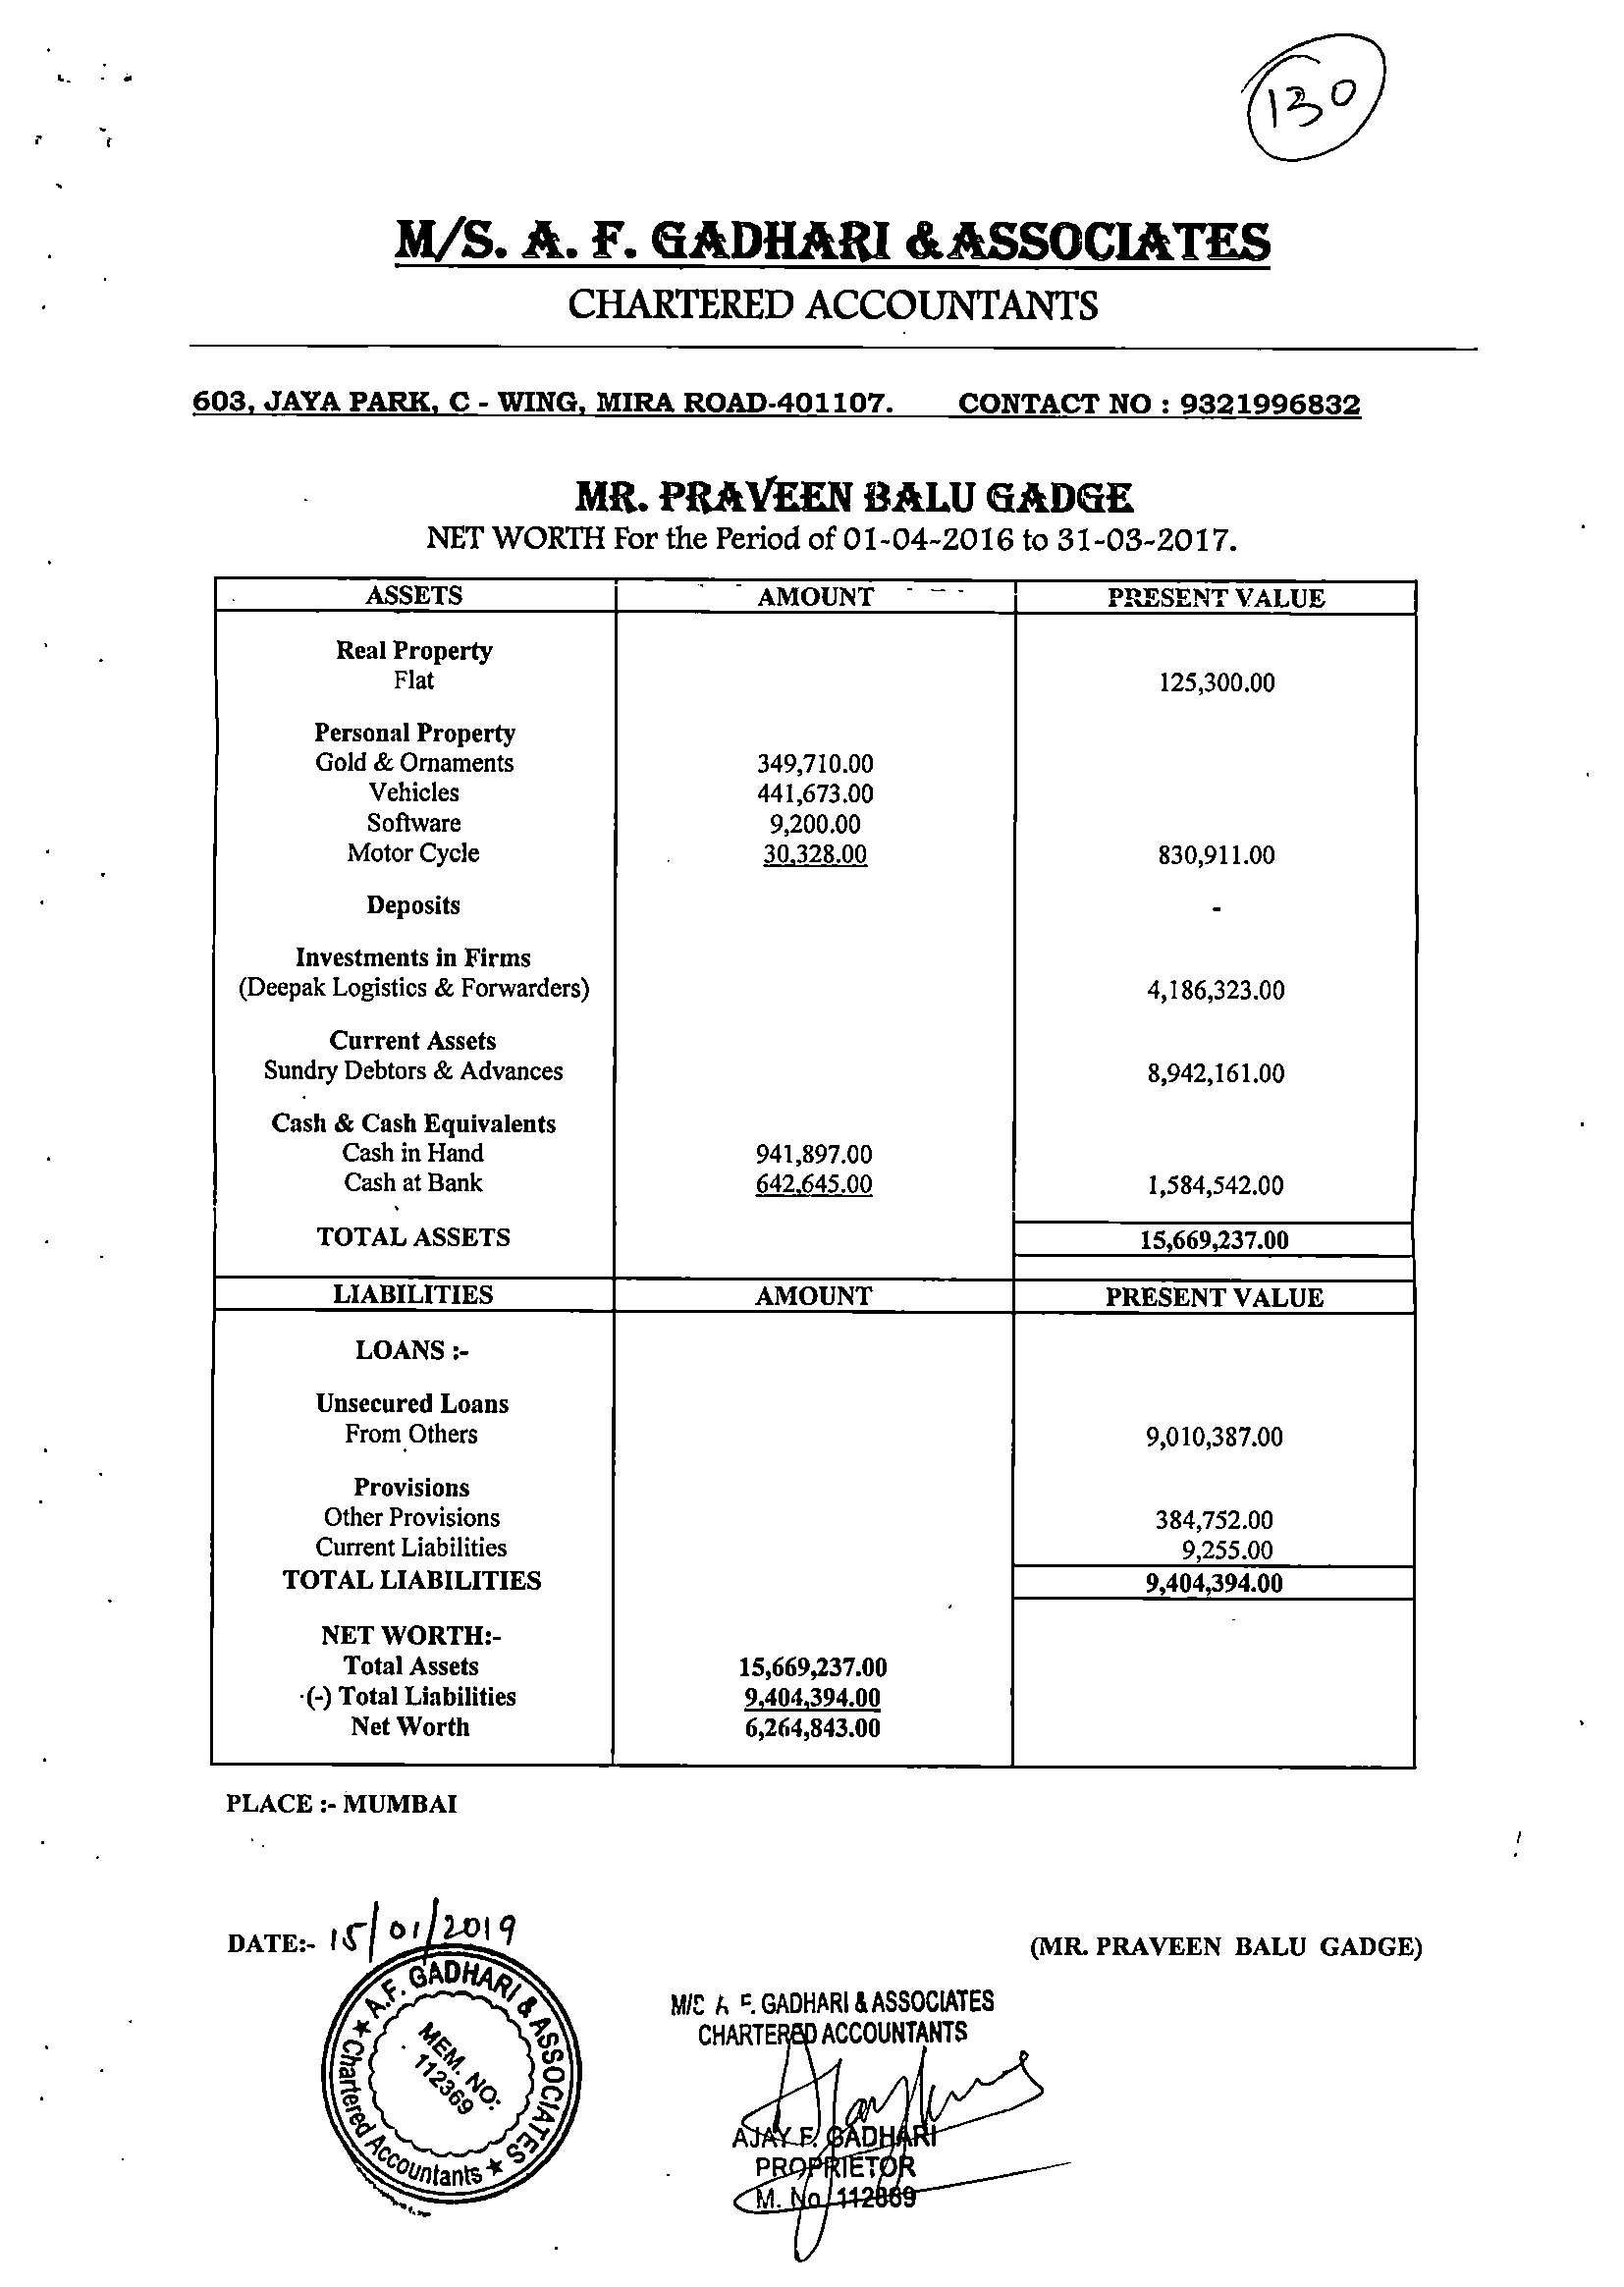 130
M/S. A. F. GADHARI & ASSOCIATES
CHARTERED ACCOUNTANTS
603, JAYA PARK, C - WING, MIRA ROAD-401107. CONTACT NO : 9321996832
MR. PRAVEEN BALU GADGE
NET WORTH For the Period of 01-04-2016 to 31-03-2017.
ASSETS AMOUNT PRESENT VALUE
Real Property
Flat 125,300.00
Personal Property
Gold & Ornaments 349,710.00
Vehicles 441,673.00
Software 9,200.00
Motor Cycle 30,328.00 830,911.00
Deposits -
Investments in Firms
(Deepak Logistics & Forwarders) 4,186,323.00
Current Assets
Sundry Debtors & Advances 8,942,161.00
Cash & Cash Equivalents
Cash in Hand 941,897.00
Cash at Bank 642,645.00 1,584,542.00
TOTAL ASSETS 15,669,237.00
LIABILITIES AMOUNT PRESENT VALUE
LOANS :-
Unsecured Loans
From Others 9,010,387.00
Provisions
Other Provisions 384,752.00
Current Liabilities 9,255.00
TOTAL LIABILITIES 9,404,394.00
NET WORTH:-
Total Assets 15,669,237.00
(-) Total Liabilities 9,404,394.00
Net Worth 6,264,843.00
PLACE :- MUMBAI
DATE:- 15/01/2019
(MR. PRAVEEN BALU GADGE)
A.F. GADHARI & ASSOCIATES
★ Chartered Accountants ★
MEM. NO:
112369
M/S A F. GADHARI & ASSOCIATES
CHARTERED ACCOUNTANTS
AJAY F. GADHARI
PROPRIETOR
M. No